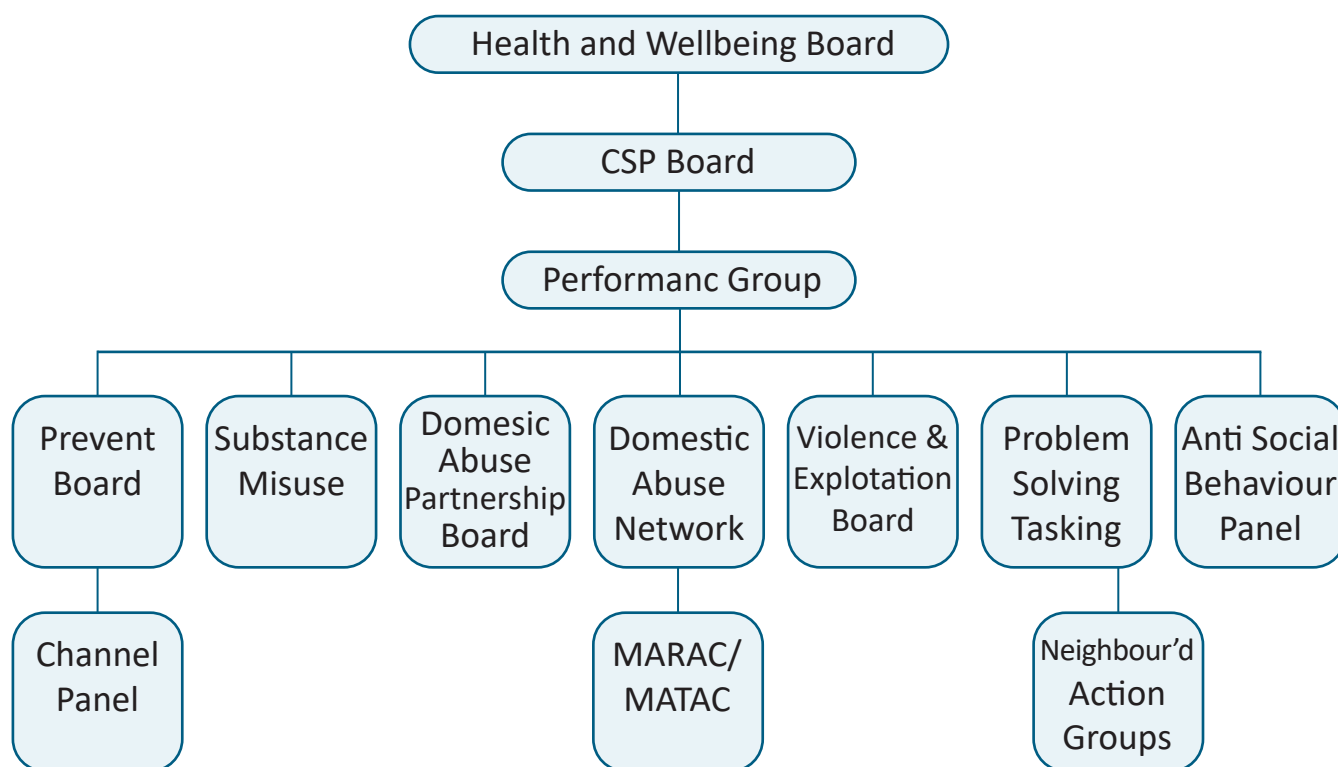 Health and Wellbeing Board
CSP Board
Performanc Group
Prevent
Board
Substance
Misuse
Domesic
Abuse
Partnership
Board
Domestic
Abuse
Network
Violence &
Explotation
Board
Problem
Solving
Tasking
Anti Social
Behaviour
Panel
Channel
Panel
MARAC/
MATAC
Neighbour’d
Action
Groups